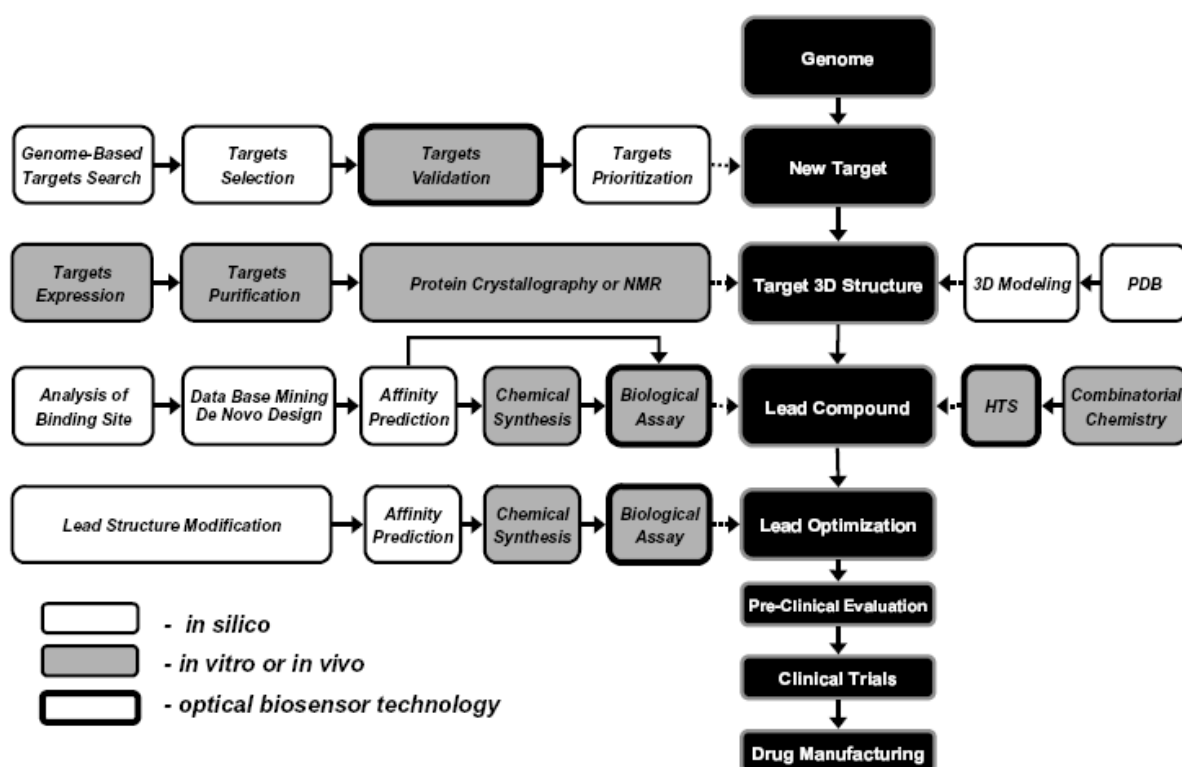 Genome
Genome-Based
Targets Search
Targets
Selection
Targets
Validation
Targets
Prioritization
New Target
Targets
Expression
Targets
Purification
Protein Crystallography or NMR
Target 3D Structure
3D Modeling
PDB
Analysis of
Binding Site
Data Base Mining
De Novo Design
Affinity
Prediction
Chemical
Synthesis
Biological
Assay
Lead Compound
HTS
Combinatorial
Chemistry
Lead Structure Modification
Affinity
Prediction
Chemical
Synthesis
Biological
Assay
Lead Optimization
Pre-Clinical Evaluation
Clinical Trials
Drug Manufacturing
- in silico
- in vitro or in vivo
- optical biosensor technology